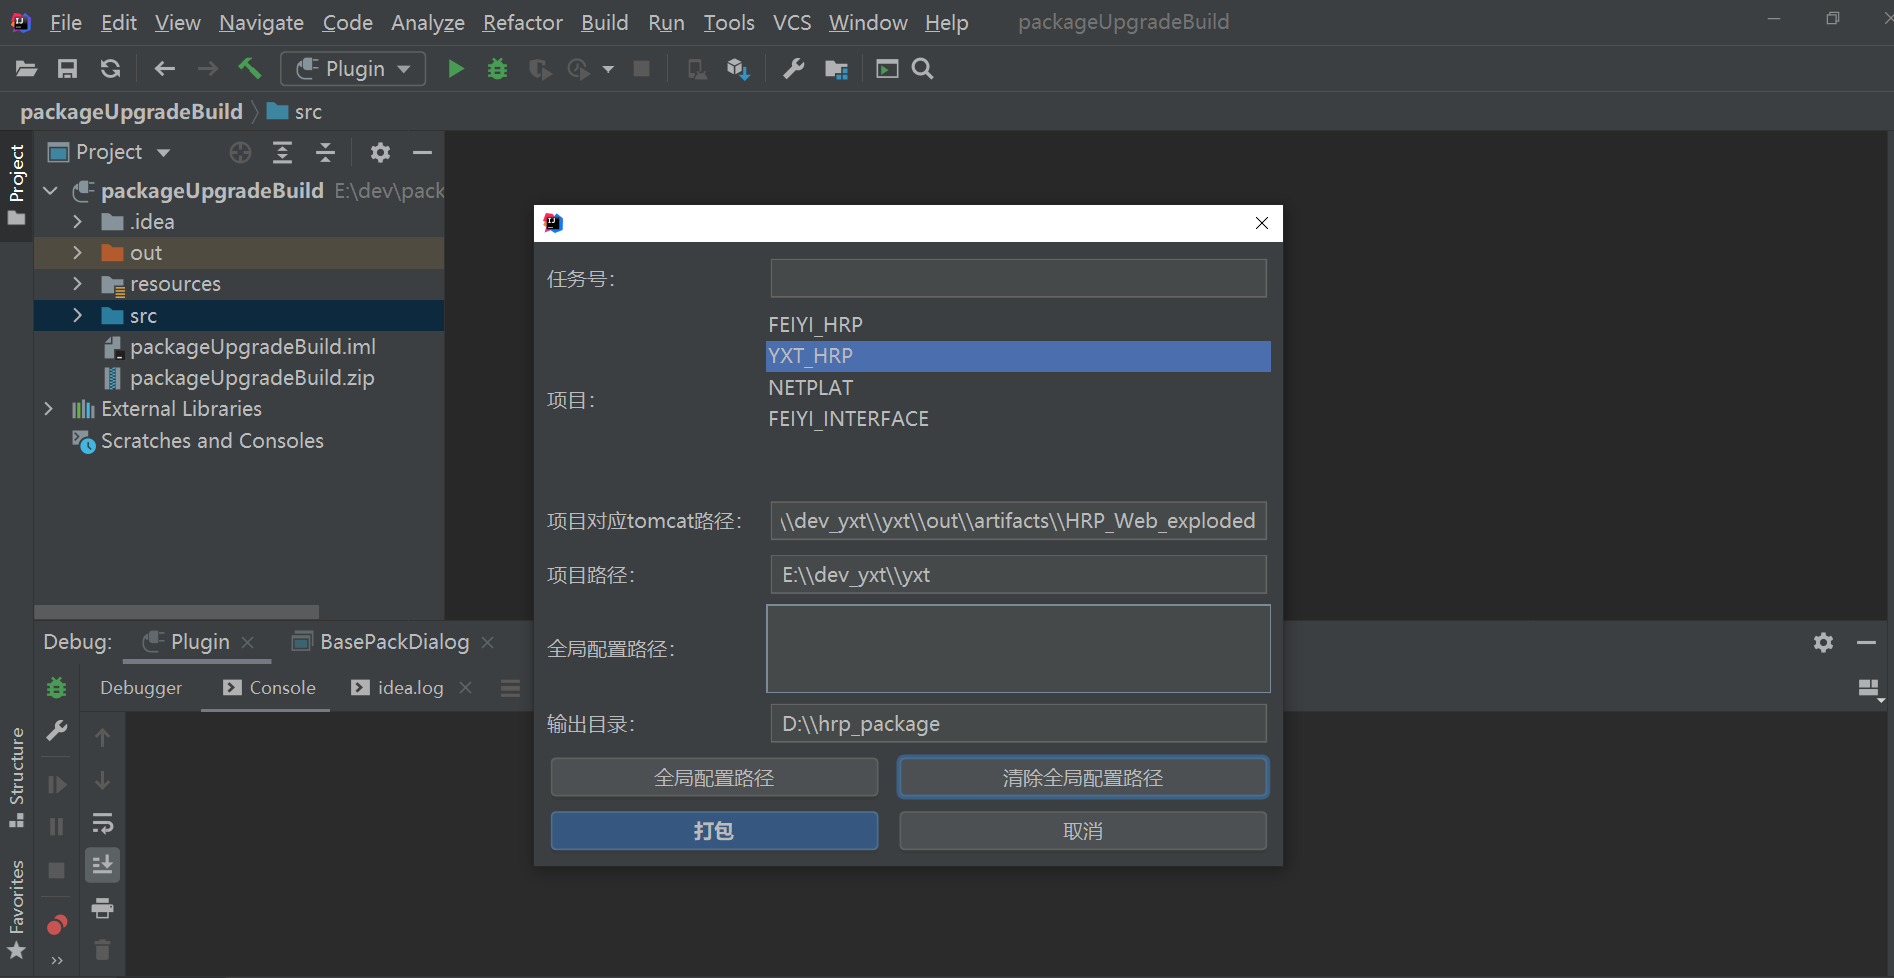 File Edit View Navigate Code Analyze Refactor Build Run Tools VCS Window Help packageUpgradeBuild
Plugin
packageUpgradeBuild src
Project
Project
packageUpgradeBuild E:\dev\pack
.idea
out
resources
src
packageUpgradeBuild.iml
packageUpgradeBuild.zip
External Libraries
Scratches and Consoles
任务号：
FEIYI_HRP
YXT_HRP
NETPLAT
FEIYI_INTERFACE
项目：
项目对应tomcat路径： \\dev_yxt\\yxt\\out\\artifacts\\HRP_Web_exploded
项目路径： E:\\dev_yxt\\yxt
全局配置路径：
输出目录： D:\\hrp_package
全局配置路径 清除全局配置路径
打包 取消
Debug: Plugin BasePackDialog
Debugger Console idea.log
Structure
Favorites